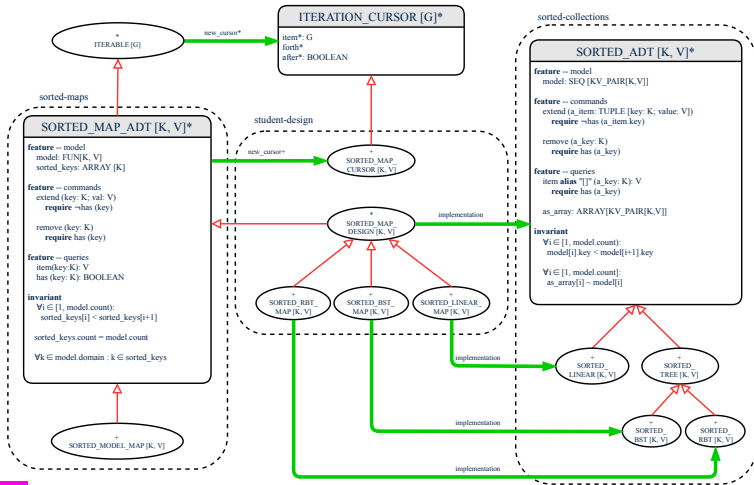 ITERATION_CURSOR [G]*
item*: G
forth*
after*: BOOLEAN
*
ITERABLE [G]
new_cursor*
sorted-collections
SORTED_ADT [K, V]*
feature -- model
model: SEQ [KV_PAIR[K,V]]
feature -- commands
extend (a_item: TUPLE [key: K; value: V])
require ¬has (a_item.key)
remove (a_key: K)
require has (a_key)
feature -- queries
item alias "[]" (a_key: K): V
require has (a_key)
as_array: ARRAY[KV_PAIR[K,V]]
invariant
∀i ∈ [1, model.count):
model[i].key < model[i+1].key
∀i ∈ [1, model.count]:
as_array[i] ~ model[i]
sorted-maps
SORTED_MAP_ADT [K, V]*
feature -- model
model: FUN[K, V]
sorted_keys: ARRAY [K]
feature -- commands
extend (key: K; val: V)
require ¬has (key)
remove (key: K)
require has (key)
feature -- queries
item(key:K): V
has (key: K): BOOLEAN
invariant
∀i ∈ [1, model.count):
sorted_keys[i] < sorted_keys[i+1]
sorted_keys.count = model.count
∀k ∈ model.domain : k ∈ sorted_keys
+
SORTED_MODEL_MAP [K, V]
student-design
new_cursor+
+
SORTED_MAP_
CURSOR [K, V]
*
SORTED_MAP_
DESIGN [K, V]
implementation
+
SORTED_RBT_
MAP [K, V]
+
SORTED_BST_
MAP [K, V]
+
SORTED_LINEAR_
MAP [K, V]
implementation
+
SORTED_
LINEAR [K, V]
+
SORTED_
TREE [K, V]
implementation
+
SORTED_
BST [K, V]
+
SORTED_
RBT [K, V]
implementation